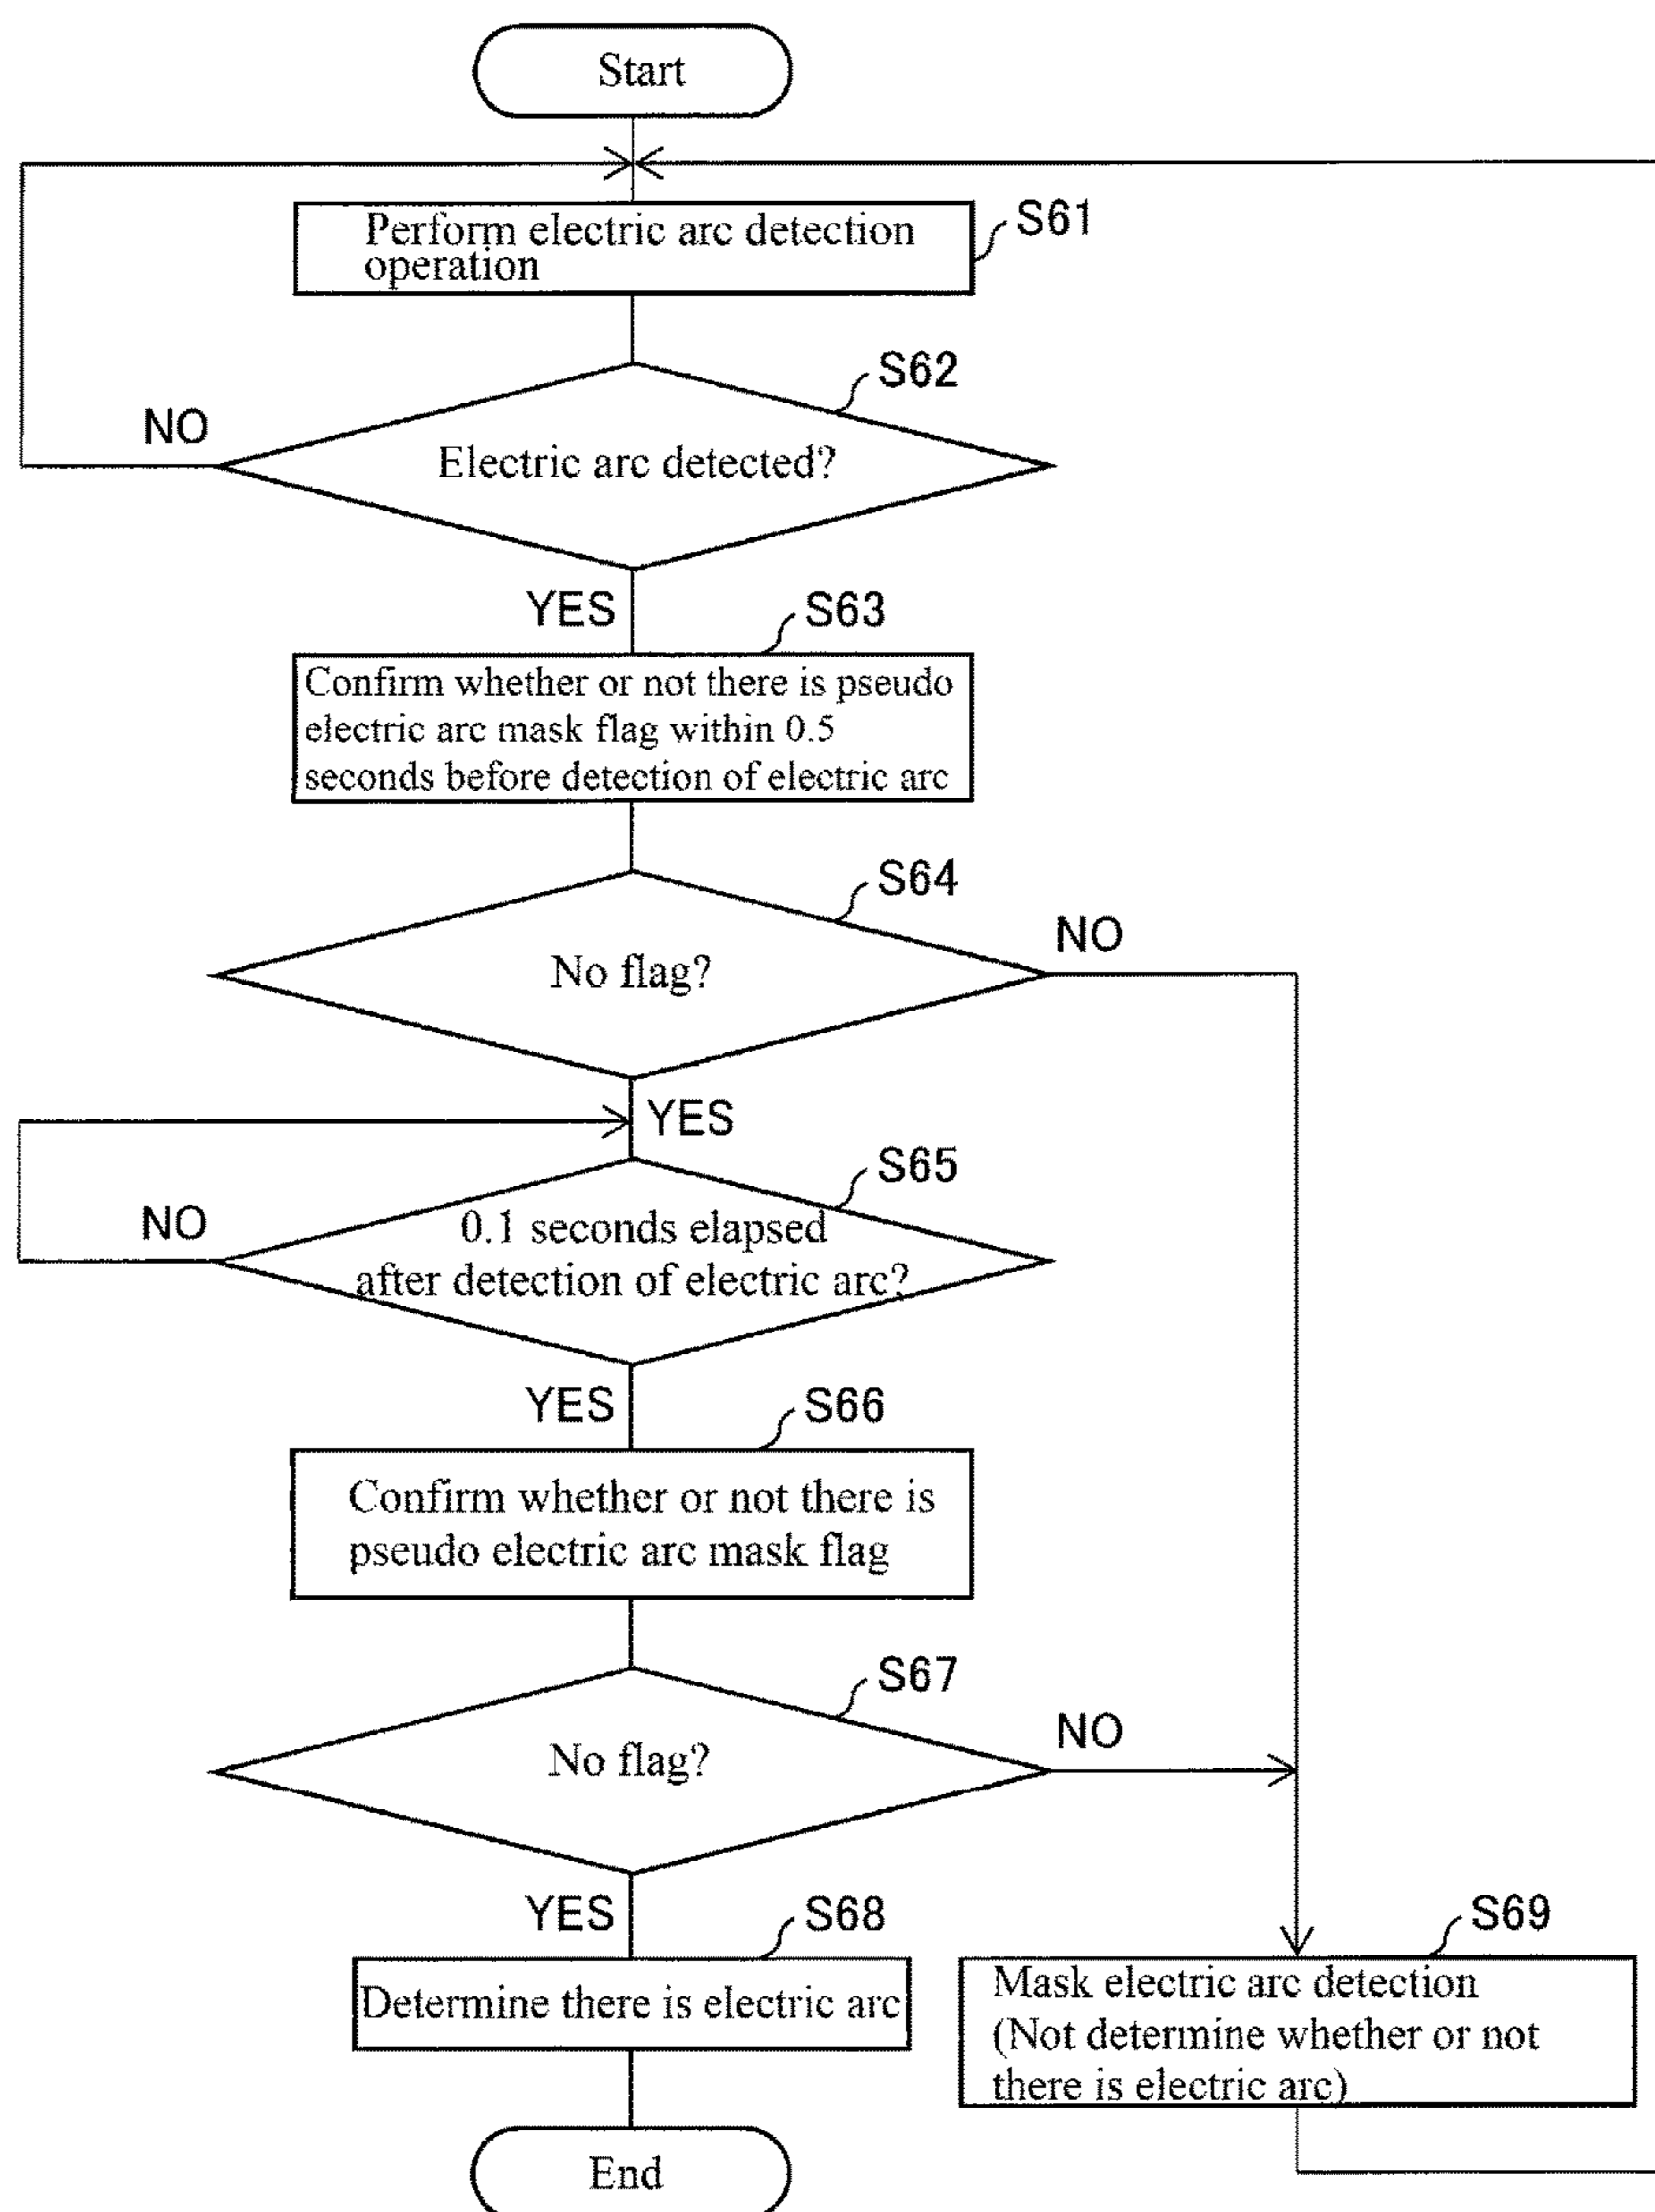 Start
Perform electric arc detection
operation
S61
S62
NO
Electric arc detected?
YES
S63
Confirm whether or not there is pseudo
electric arc mask flag within 0.5
seconds before detection of electric arc
S64
NO
No flag?
YES
S65
NO
0.1 seconds elapsed
after detection of electric arc?
YES
S66
Confirm whether or not there is
pseudo electric arc mask flag
S67
NO
No flag?
YES
S68
Determine there is electric arc
S69
Mask electric arc detection
(Not determine whether or not
there is electric arc)
End